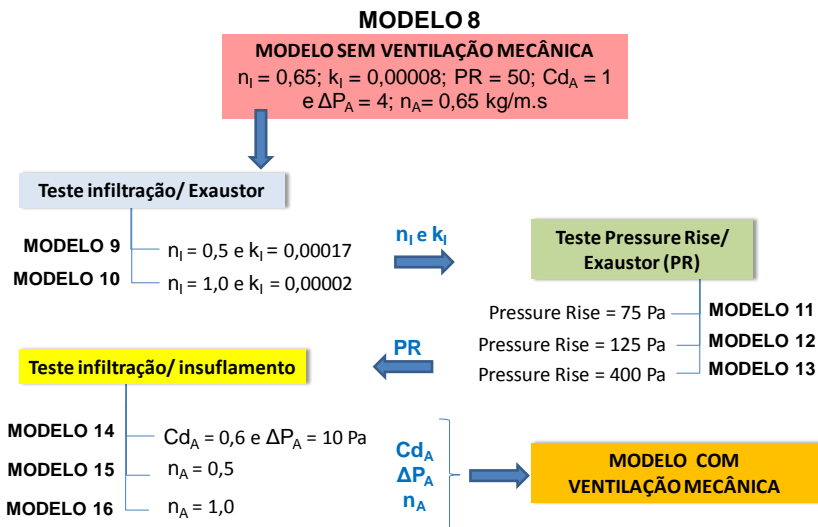 MODELO 8
MODELO SEM VENTILAÇÃO MECÂNICA
nI = 0,65; kI = 0,00008; PR = 50; CdA = 1
e ΔPA = 4; nA= 0,65 kg/m.s
Teste infiltração/ Exaustor
MODELO 9
nI = 0,5 e kI = 0,00017
MODELO 10
nI = 1,0 e kI = 0,00002
nI e kI
Teste Pressure Rise/
Exaustor (PR)
Pressure Rise = 75 Pa
MODELO 11
Pressure Rise = 125 Pa
MODELO 12
Pressure Rise = 400 Pa
MODELO 13
PR
Teste infiltração/ insuflamento
MODELO 14
CdA = 0,6 e ΔPA = 10 Pa
MODELO 15
nA = 0,5
MODELO 16
nA = 1,0
CdA
ΔPA
nA
MODELO COM
VENTILAÇÃO MECÂNICA